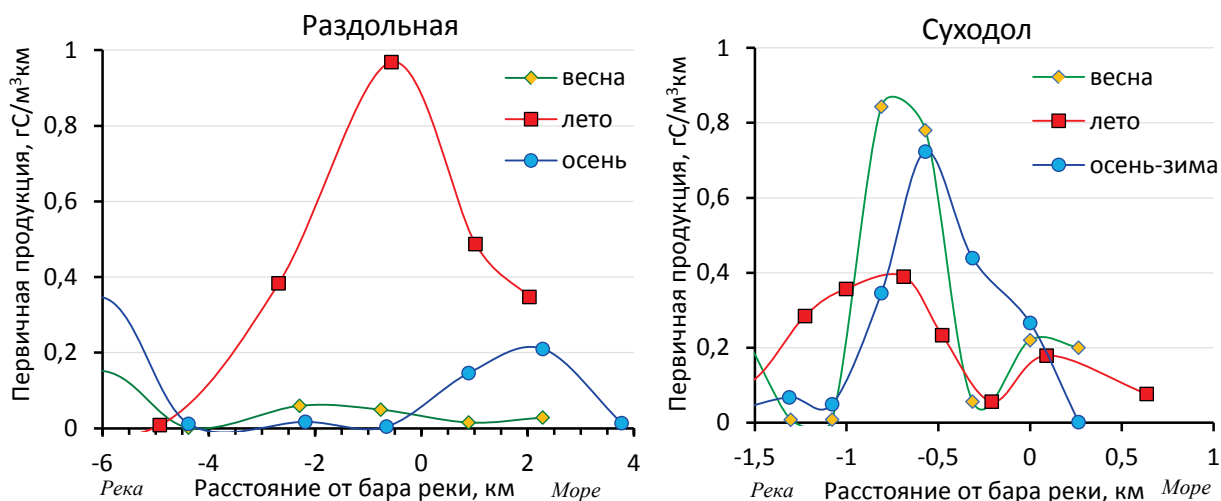 Раздольная
Первичная продукция, гС/м³км
1
0,8
0,6
0,4
0,2
0
весна
лето
осень
-6 -4 -2 0 2 4
Река Расстояние от бара реки, км Море
Суходол
Первичная продукция, гС/м³км
1
0,8
0,6
0,4
0,2
0
весна
лето
осень-зима
-1,5 -1 -0,5 0 0,5 1
Река Расстояние от бара реки, км Море